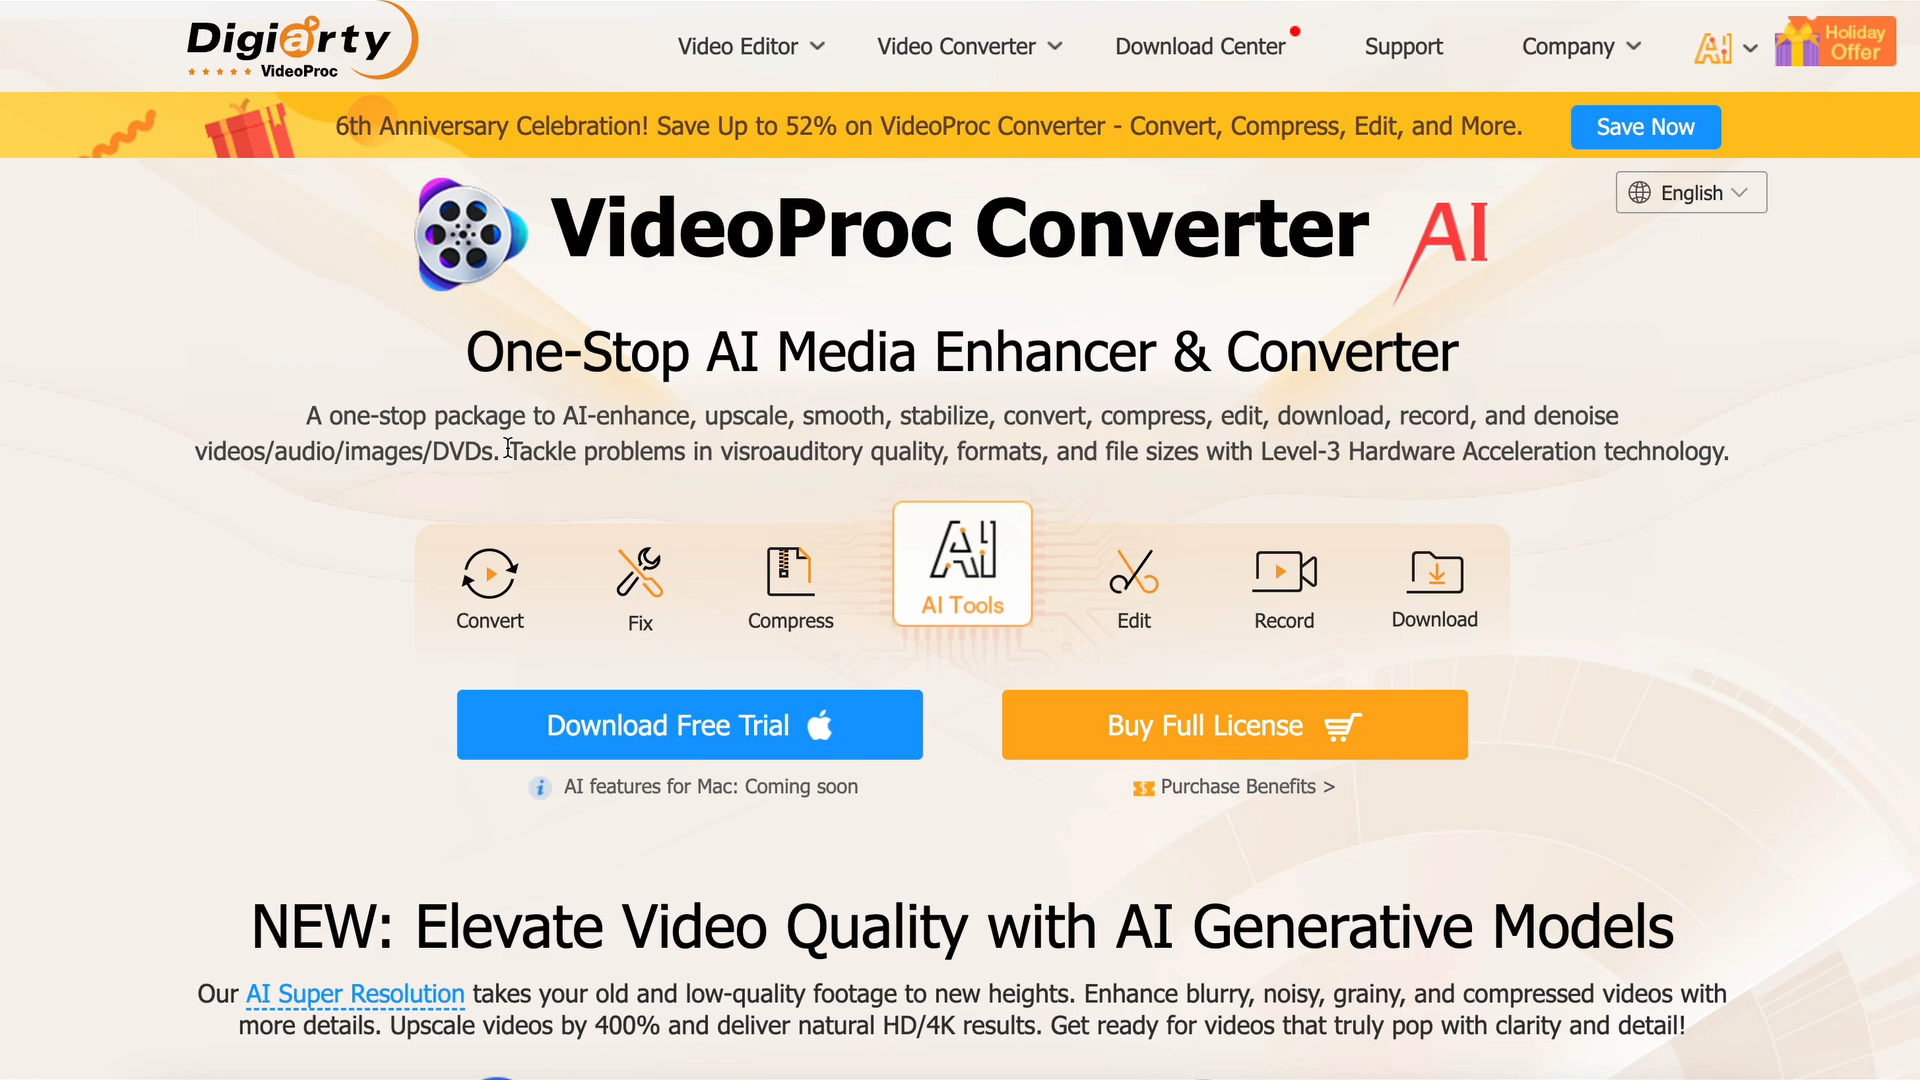 Digiarty
VideoProc
Video Editor
Video Converter
Download Center
Support
Company
AI
Holiday
Offer
6th Anniversary Celebration! Save Up to 52% on VideoProc Converter - Convert, Compress, Edit, and More.
Save Now
English
VideoProc Converter AI
One-Stop AI Media Enhancer & Converter
A one-stop package to AI-enhance, upscale, smooth, stabilize, convert, compress, edit, download, record, and denoise
videos/audio/images/DVDs. Tackle problems in visroauditory quality, formats, and file sizes with Level-3 Hardware Acceleration technology.
Convert
Fix
Compress
AI
AI Tools
Edit
Record
Download
Download Free Trial
Buy Full License
AI features for Mac: Coming soon
Purchase Benefits >
NEW: Elevate Video Quality with AI Generative Models
Our AI Super Resolution takes your old and low-quality footage to new heights. Enhance blurry, noisy, grainy, and compressed videos with
more details. Upscale videos by 400% and deliver natural HD/4K results. Get ready for videos that truly pop with clarity and detail!